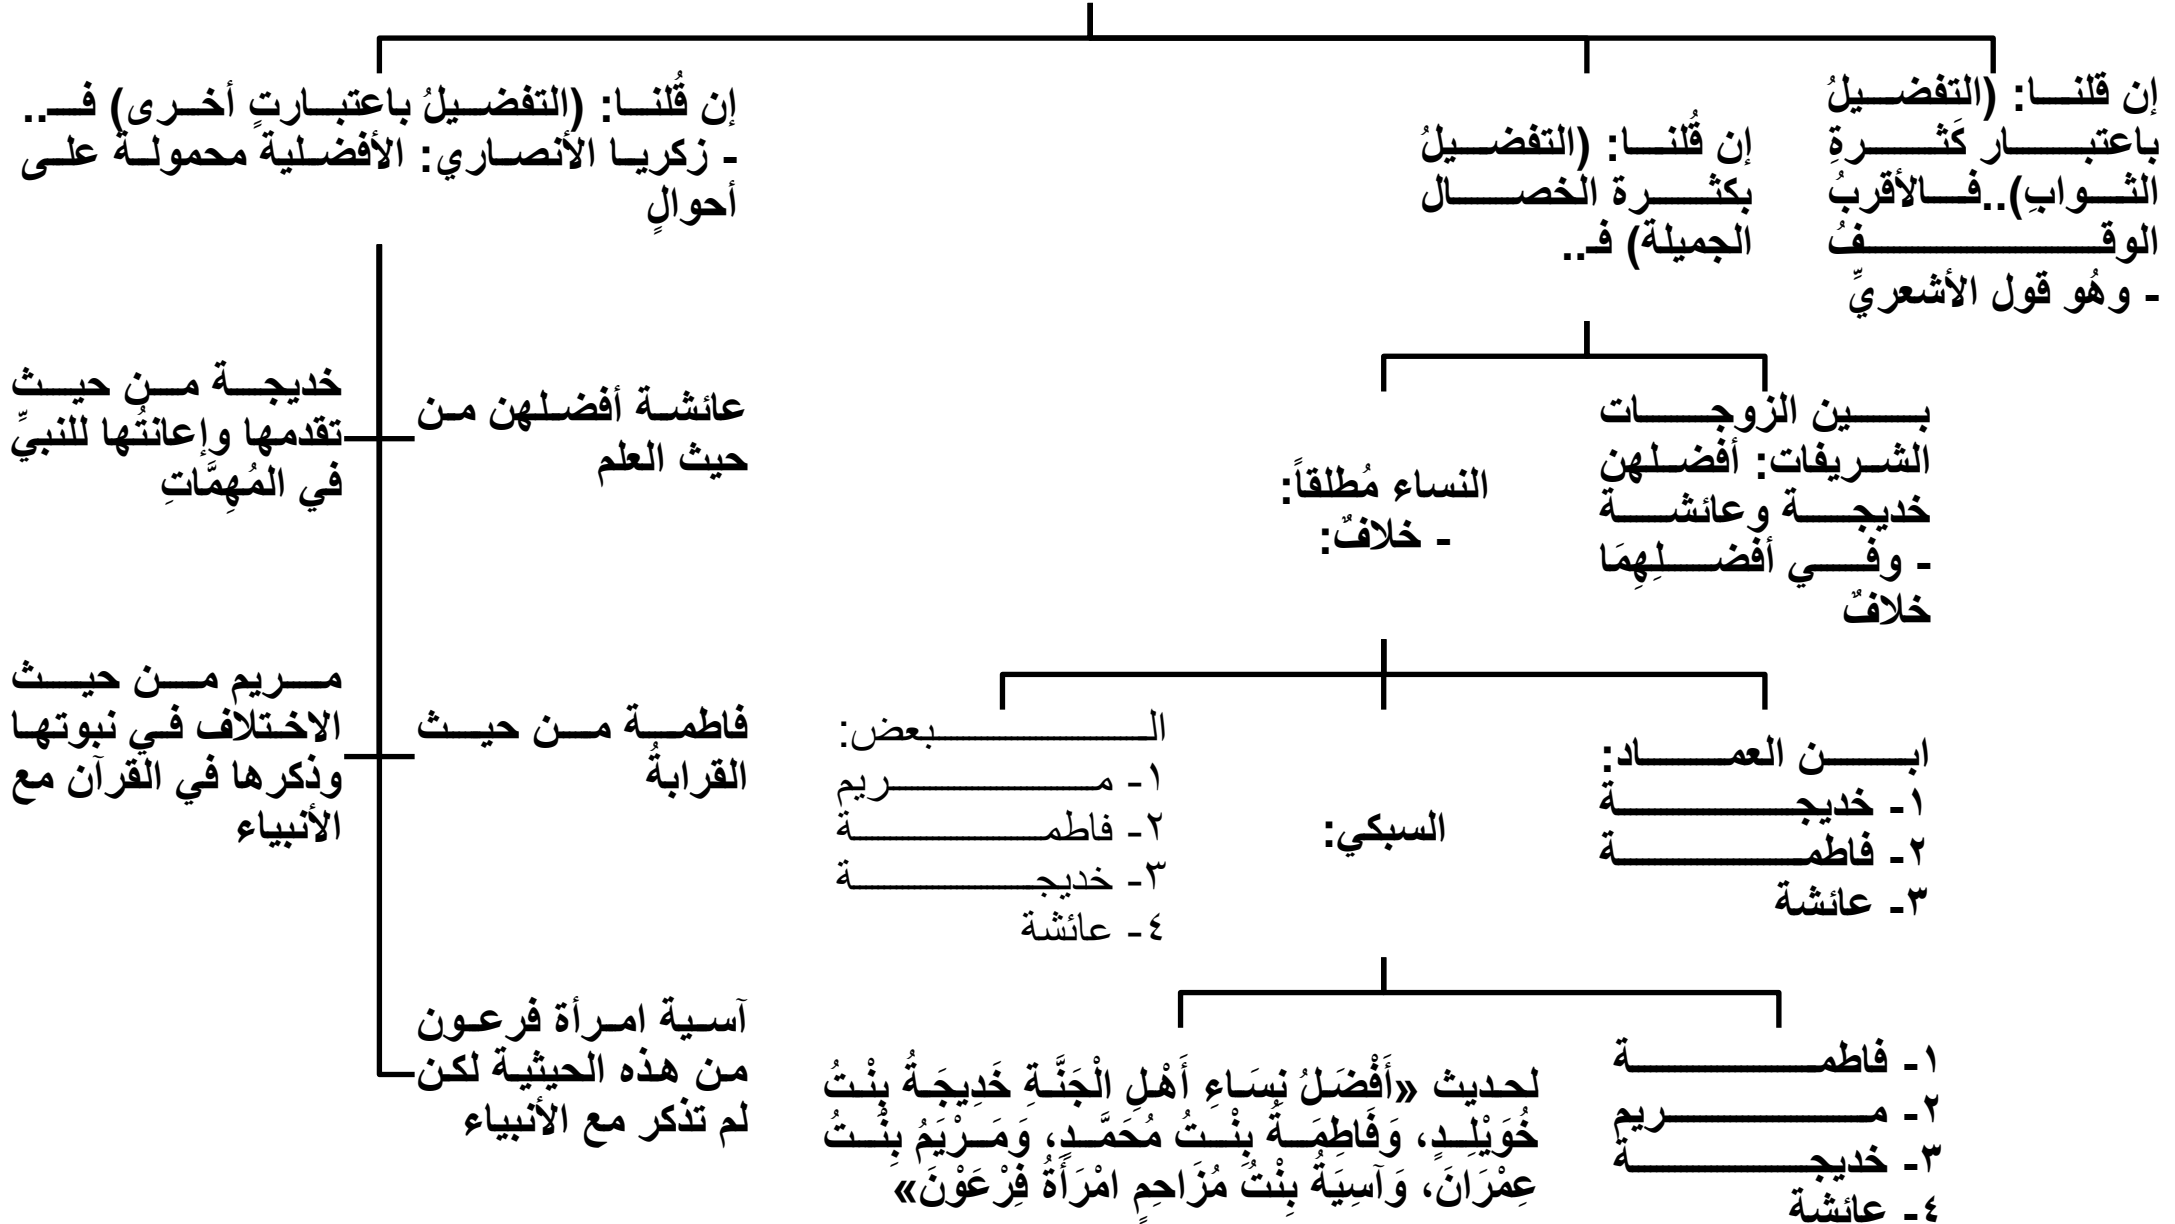 إن قلنا: (التفضيلُ
باعتبار كَثرةِ
الثوابِ)..فالأقربُ
الوقفُ
- وهُو قول الأشعريِّ
إن قُلنا: (التفضيلُ
بكثرة الخصال
الجميلة) فـ..
إن قُلنا: (التفضيلُ باعتبارتٍ أخرى) فـ..
- زكريا الأنصاري: الأفضلية محمولة على
أحوالٍ
بين الزوجات
الشريفات: أفضلهن
خديجة وعائشة
- وفي أفضلِهِمَا
خلافٌ
النساء مُطلقاً:
- خلافٌ:
عائشة أفضلهن من
حيث العلم
خديجة من حيث
تقدمها وإعانتُها للنبيِّ
في المُهِمَّاتِ
ابن العماد:
١- خديجة
٢- فاطمة
٣- عائشة
السبكي:
البعض:
١- مريم
٢- فاطمة
٣- خديجة
٤- عائشة
فاطمة من حيث
القرابةُ
مريم من حيث
الاختلاف في نبوتها
وذكرها في القرآن مع
الأنبياء
١- فاطمة
٢- مريم
٣- خديجة
٤- عائشة
لحديث «أَفْضَلُ نِسَاءِ أَهْلِ الْجَنَّةِ خَدِيجَةُ بِنْتُ
خُوَيْلِدٍ، وَفَاطِمَةُ بِنْتُ مُحَمَّدٍ، وَمَرْيَمُ بِنْتُ
عِمْرَانَ، وَآسِيَةُ بِنْتُ مُزَاحِمٍ امْرَأَةُ فِرْعَوْنَ»
آسية امرأة فرعون
من هذه الحيثية لكن
لم تذكر مع الأنبياء